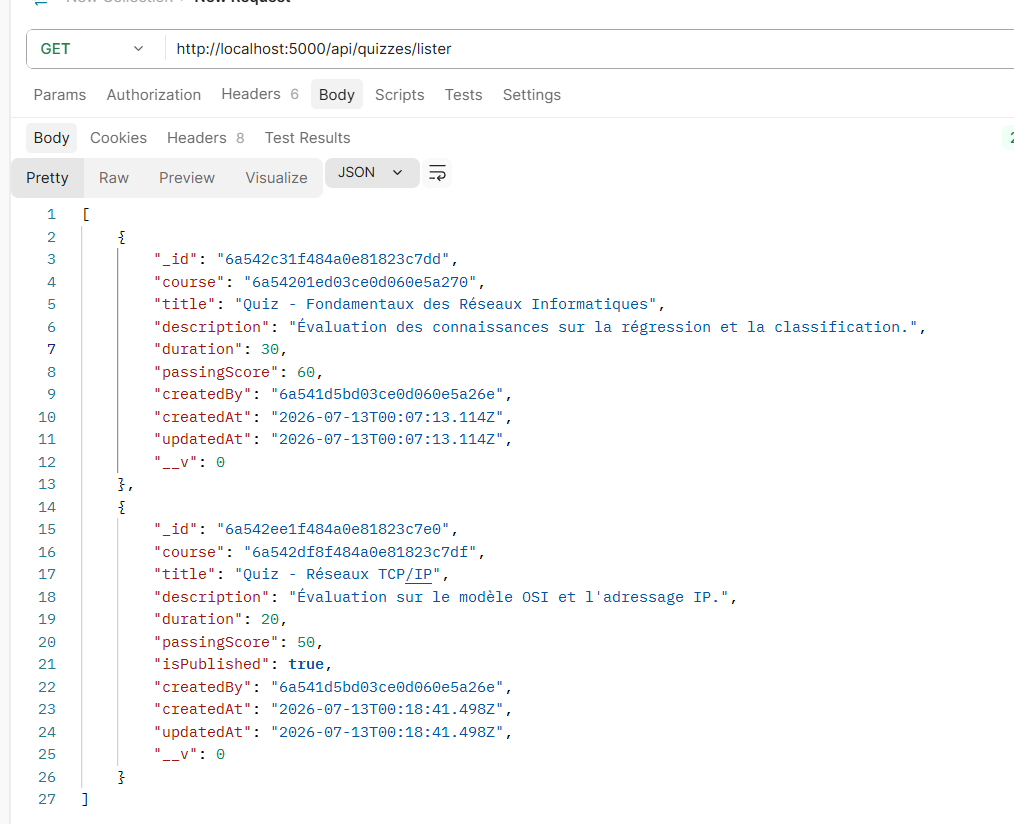 New Collection › New Request
GET http://localhost:5000/api/quizzes/lister
Params Authorization Headers 6 Body Scripts Tests Settings
Body Cookies Headers 8 Test Results 2
Pretty Raw Preview Visualize JSON
1 [
2 {
3 "_id": "6a542c31f484a0e81823c7dd",
4 "course": "6a54201ed03ce0d060e5a270",
5 "title": "Quiz - Fondamentaux des Réseaux Informatiques",
6 "description": "Évaluation des connaissances sur la régression et la classification.",
7 "duration": 30,
8 "passingScore": 60,
9 "createdBy": "6a541d5bd03ce0d060e5a26e",
10 "createdAt": "2026-07-13T00:07:13.114Z",
11 "updatedAt": "2026-07-13T00:07:13.114Z",
12 "__v": 0
13 },
14 {
15 "_id": "6a542ee1f484a0e81823c7e0",
16 "course": "6a542df8f484a0e81823c7df",
17 "title": "Quiz - Réseaux TCP/IP",
18 "description": "Évaluation sur le modèle OSI et l'adressage IP.",
19 "duration": 20,
20 "passingScore": 50,
21 "isPublished": true,
22 "createdBy": "6a541d5bd03ce0d060e5a26e",
23 "createdAt": "2026-07-13T00:18:41.498Z",
24 "updatedAt": "2026-07-13T00:18:41.498Z",
25 "__v": 0
26 }
27 ]